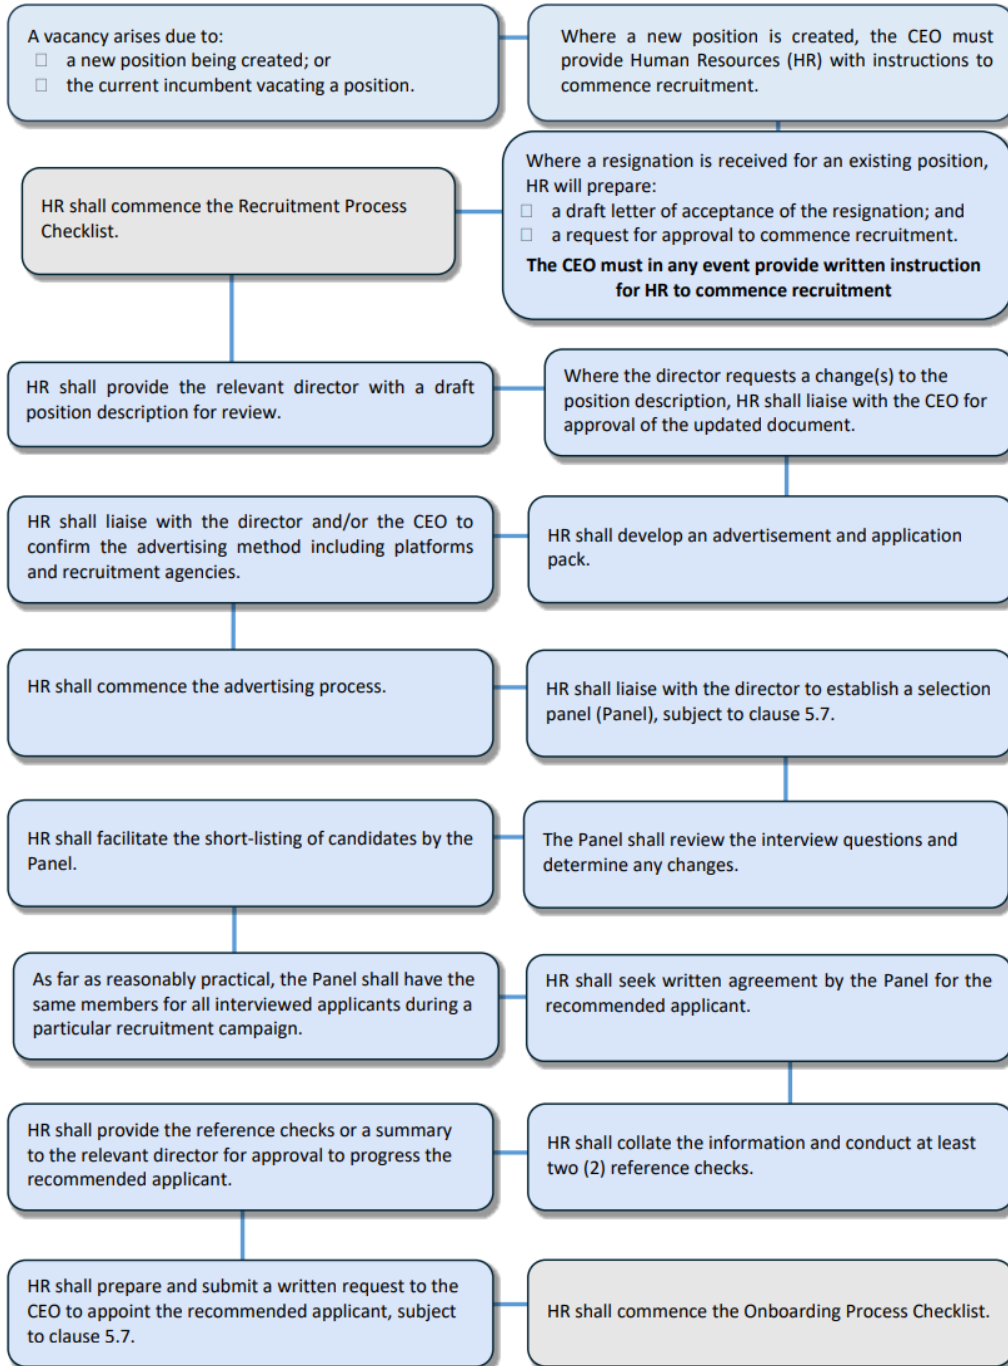 A vacancy arises due to:
□ a new position being created; or
□ the current incumbent vacating a position.
Where a new position is created, the CEO must
provide Human Resources (HR) with instructions to
commence recruitment.
Where a resignation is received for an existing position,
HR will prepare:
□ a draft letter of acceptance of the resignation; and
□ a request for approval to commence recruitment.
The CEO must in any event provide written instruction
for HR to commence recruitment
HR shall commence the Recruitment Process
Checklist.
HR shall provide the relevant director with a draft
position description for review.
Where the director requests a change(s) to the
position description, HR shall liaise with the CEO for
approval of the updated document.
HR shall develop an advertisement and application
pack.
HR shall liaise with the director and/or the CEO to
confirm the advertising method including platforms
and recruitment agencies.
HR shall commence the advertising process.
HR shall liaise with the director to establish a selection
panel (Panel), subject to clause 5.7.
The Panel shall review the interview questions and
determine any changes.
HR shall facilitate the short-listing of candidates by the
Panel.
As far as reasonably practical, the Panel shall have the
same members for all interviewed applicants during a
particular recruitment campaign.
HR shall seek written agreement by the Panel for the
recommended applicant.
HR shall collate the information and conduct at least
two (2) reference checks.
HR shall provide the reference checks or a summary
to the relevant director for approval to progress the
recommended applicant.
HR shall prepare and submit a written request to the
CEO to appoint the recommended applicant, subject
to clause 5.7.
HR shall commence the Onboarding Process Checklist.